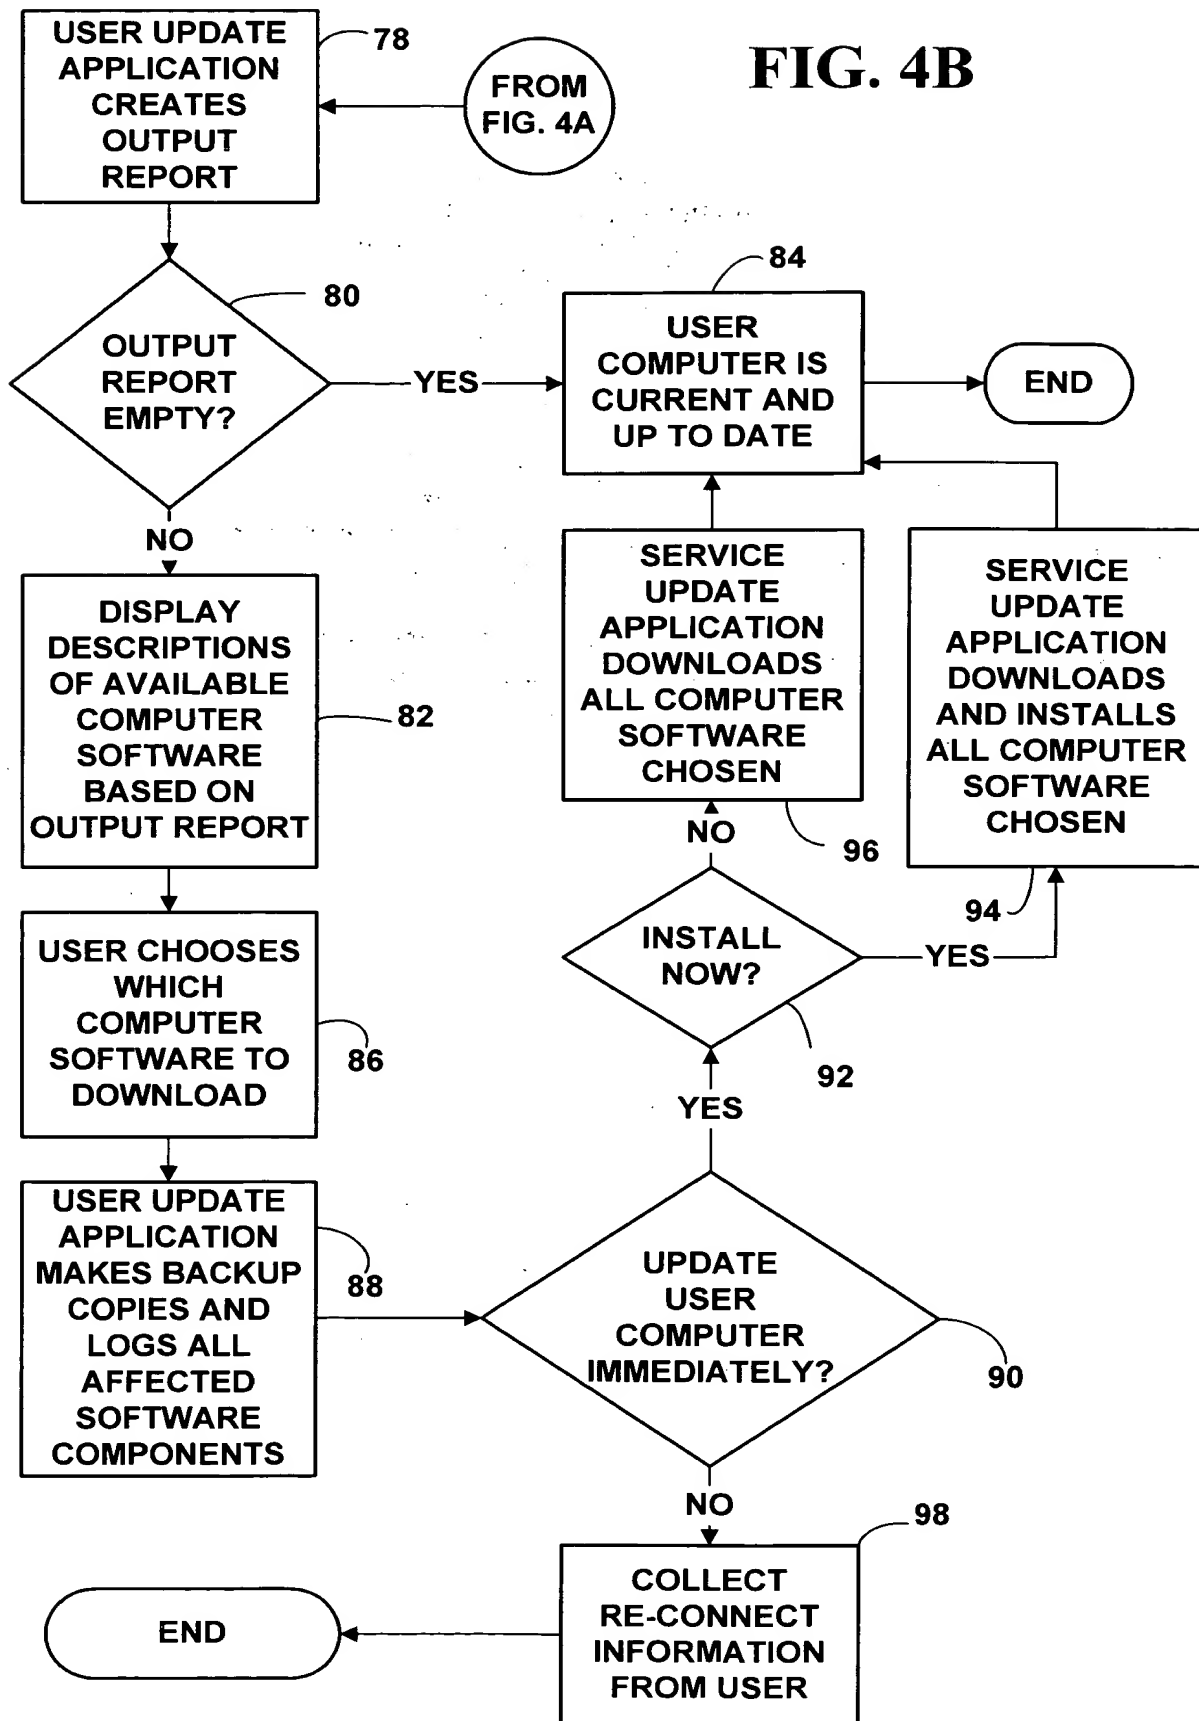 FIG. 4B
USER UPDATE
APPLICATION
CREATES
OUTPUT
REPORT
78
FROM
FIG. 4A
OUTPUT
REPORT
EMPTY?
80
YES
NO
84
USER
COMPUTER IS
CURRENT AND
UP TO DATE
END
DISPLAY
DESCRIPTIONS
OF AVAILABLE
COMPUTER
SOFTWARE
BASED ON
OUTPUT REPORT
82
USER CHOOSES
WHICH
COMPUTER
SOFTWARE TO
DOWNLOAD
86
USER UPDATE
APPLICATION
MAKES BACKUP
COPIES AND
LOGS ALL
AFFECTED
SOFTWARE
COMPONENTS
88
UPDATE
USER
COMPUTER
IMMEDIATELY?
90
YES
NO
INSTALL
NOW?
92
NO
YES
SERVICE
UPDATE
APPLICATION
DOWNLOADS
ALL COMPUTER
SOFTWARE
CHOSEN
96
SERVICE
UPDATE
APPLICATION
DOWNLOADS
AND INSTALLS
ALL COMPUTER
SOFTWARE
CHOSEN
94
98
COLLECT
RE-CONNECT
INFORMATION
FROM USER
END